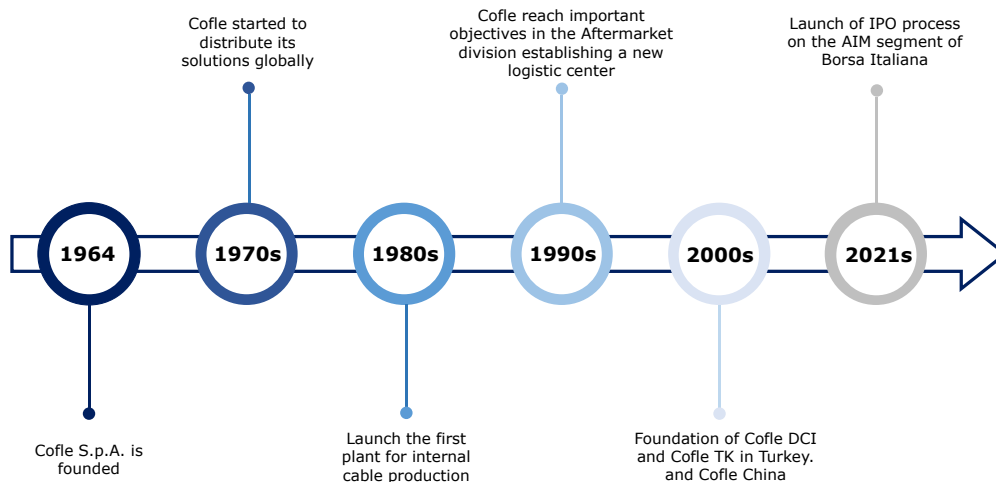 Cofle started to
distribute its
solutions globally
Cofle reach important
objectives in the Aftermarket
division establishing a new
logistic center
Launch of IPO process
on the AIM segment of
Borsa Italiana
1964
1970s
1980s
1990s
2000s
2021s
Cofle S.p.A. is
founded
Launch the first
plant for internal
cable production
Foundation of Cofle DCI
and Cofle TK in Turkey.
and Cofle China